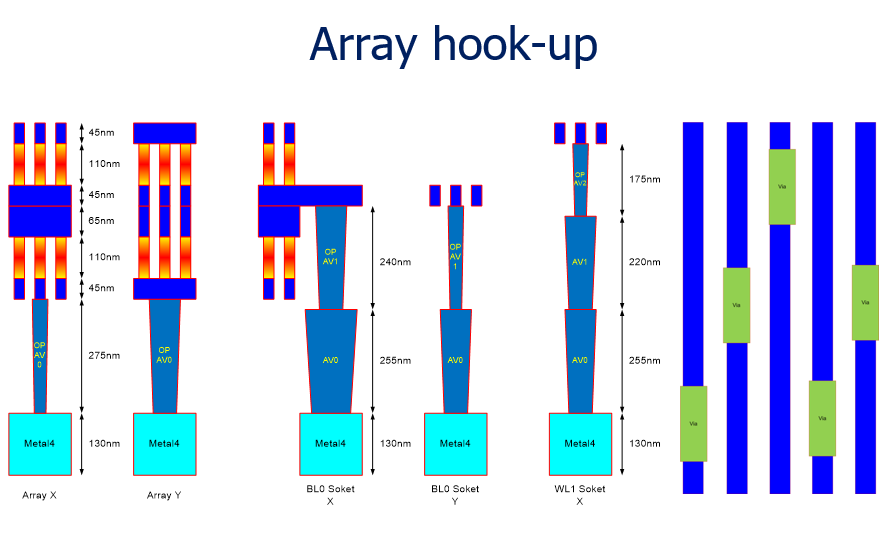 Array hook-up
45nm
110nm
45nm
65nm
110nm
45nm
275nm
130nm
OP
AV
0
Metal4
Array X
OP
AV0
Metal4
Array Y
OP
AV1
AV0
Metal4
240nm
255nm
130nm
BL0 Soket
X
OP
AV
1
AV0
Metal4
BL0 Soket
Y
OP
AV2
AV1
AV0
Metal4
175nm
220nm
255nm
130nm
WL1 Soket
X
Via
Via
Via
Via
Via